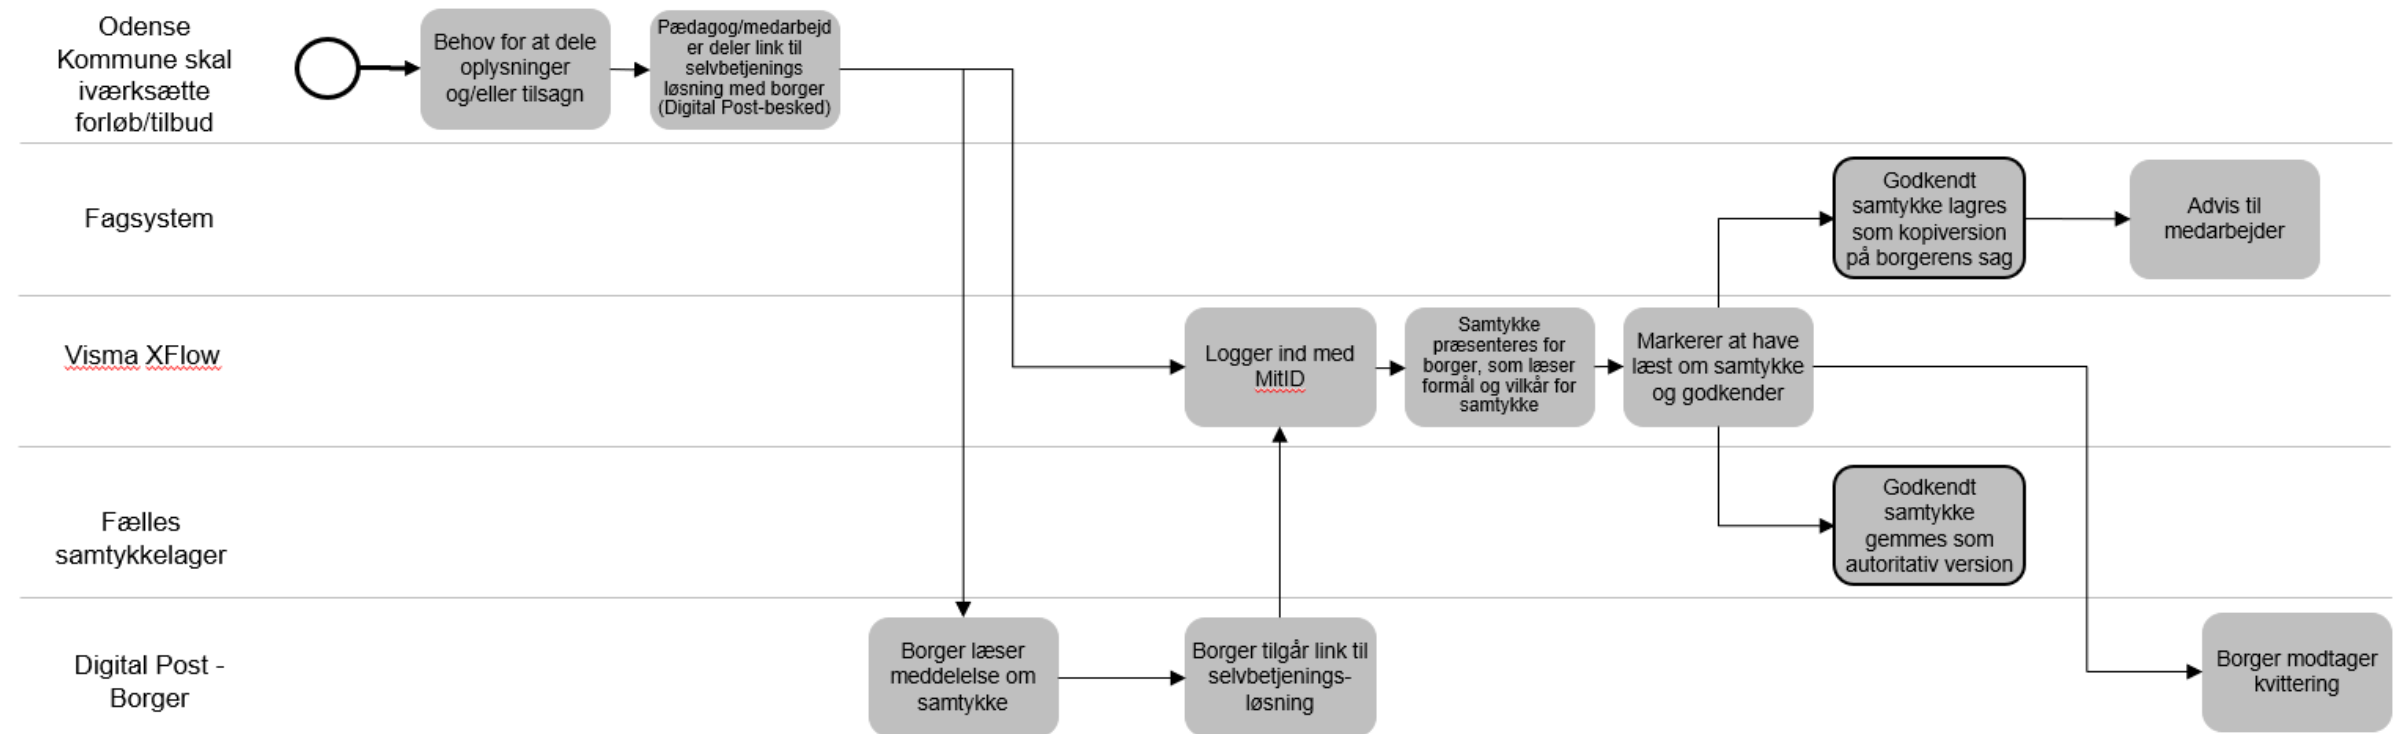 Odense
Kommune skal
iværksætte
forløb/tilbud
Behov for at dele
oplysninger
og/eller tilsagn
Pædagog/medarbejd
er deler link til
selvbetjenings
løsning med borger
(Digital Post-besked)
Fagsystem
Godkendt
samtykke lagres
som kopiversion
på borgerens sag
Advis til
medarbejder
Visma XFlow
Logger ind med
MitID
Samtykke
præsenteres for
borger, som læser
formål og vilkår for
samtykke
Markerer at have
læst om samtykke
og godkender
Fælles
samtykkelager
Godkendt
samtykke
gemmes som
autoritativ version
Digital Post -
Borger
Borger læser
meddelelse om
samtykke
Borger tilgår link til
selvbetjenings-
løsning
Borger modtager
kvittering